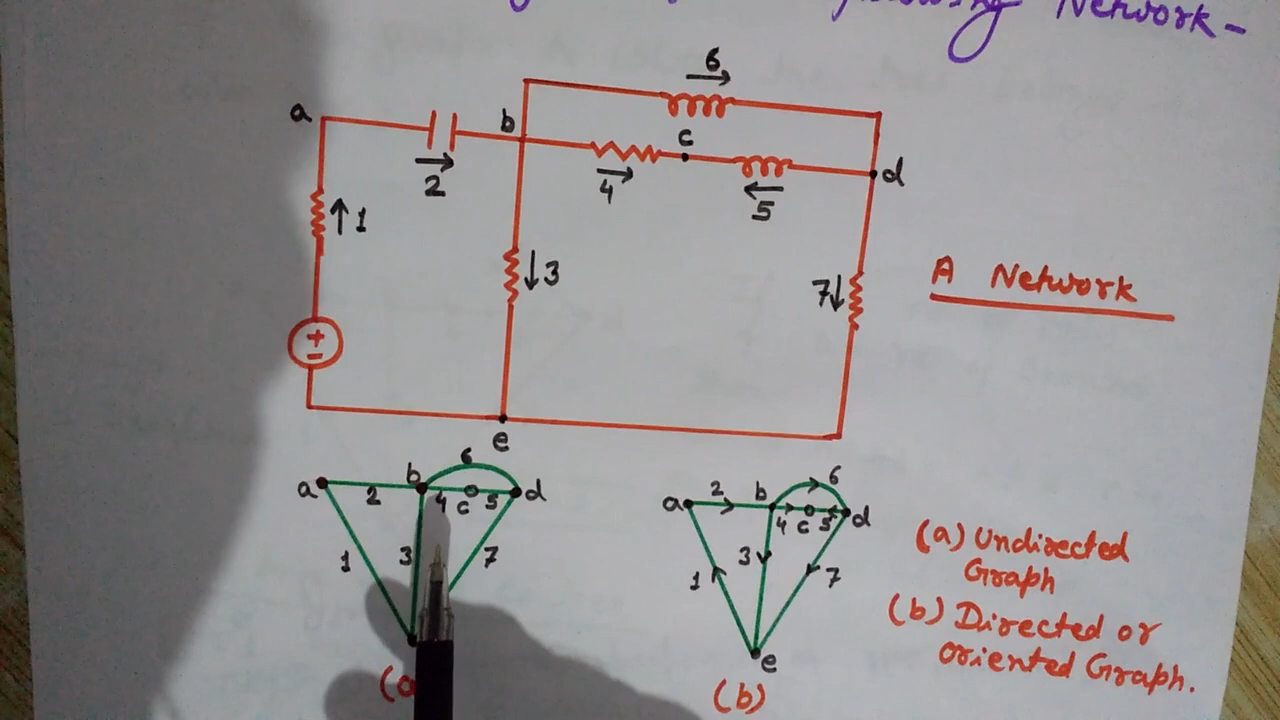 Network -
6
a
b
c
d
2
4
5
1
3
7
+
-
A Network
e
6
a
b
d
2
4
c
5
1
3
7
6
a
2
b
4
c
5
d
3
1
7
e
(b)
(a) Undirected
Graph
(b) Directed or
oriented Graph.